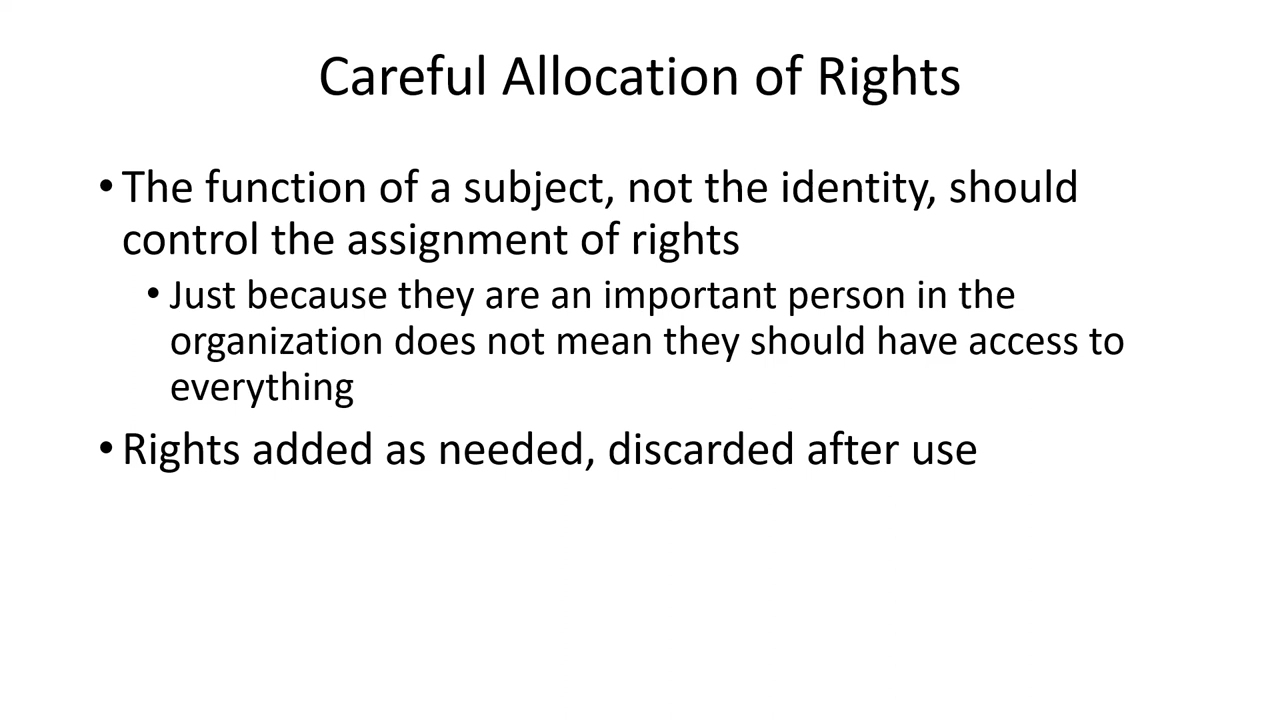 Careful Allocation of Rights
• The function of a subject, not the identity, should
control the assignment of rights
• Just because they are an important person in the
organization does not mean they should have access to
everything
• Rights added as needed, discarded after use